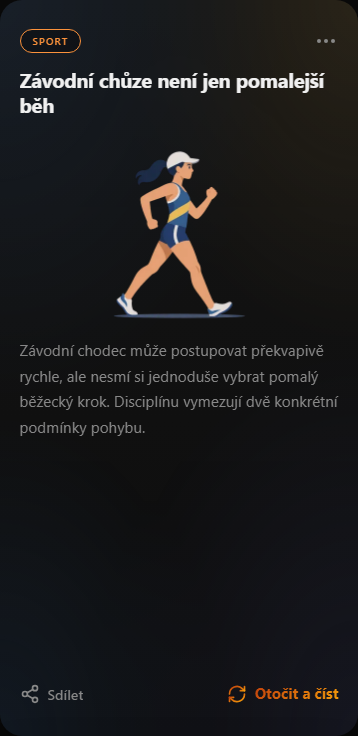 SPORT
Závodní chůze není jen pomalejší
běh
Závodní chodec může postupovat překvapivě
rychle, ale nesmí si jednoduše vybrat pomalý
běžecký krok. Disciplínu vymezují dvě konkrétní
podmínky pohybu.
Sdílet
Otočit a číst